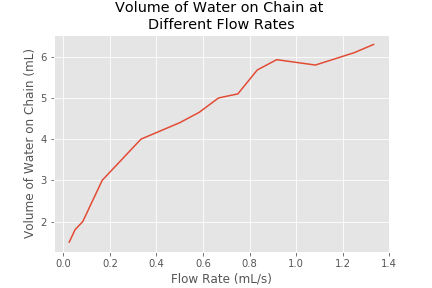 Volume of Water on Chain at
Different Flow Rates
Volume of Water on Chain (mL)
6
5
4
3
2
0.0 0.2 0.4 0.6 0.8 1.0 1.2 1.4
Flow Rate (mL/s)